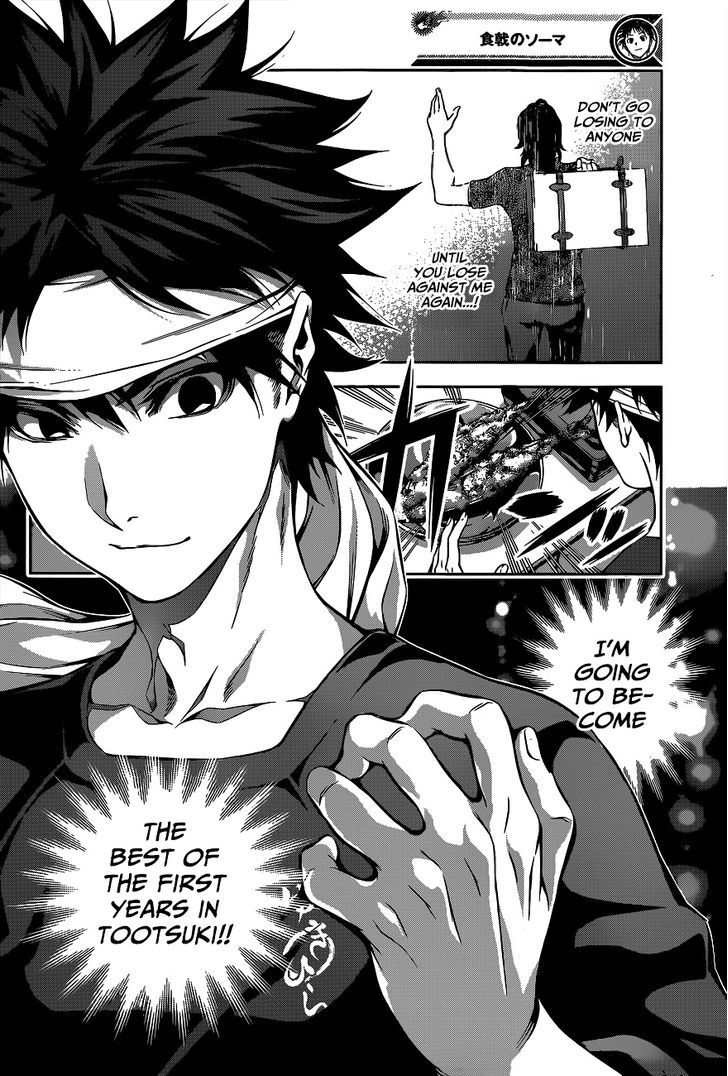 食戟のソーマ
DON'T GO
LOSING TO
ANYONE
UNTIL
YOU LOSE
AGAINST ME
AGAIN...!
I'M
GOING
TO BE-
COME
THE
BEST OF
THE FIRST
YEARS IN
TOOTSUKI!!